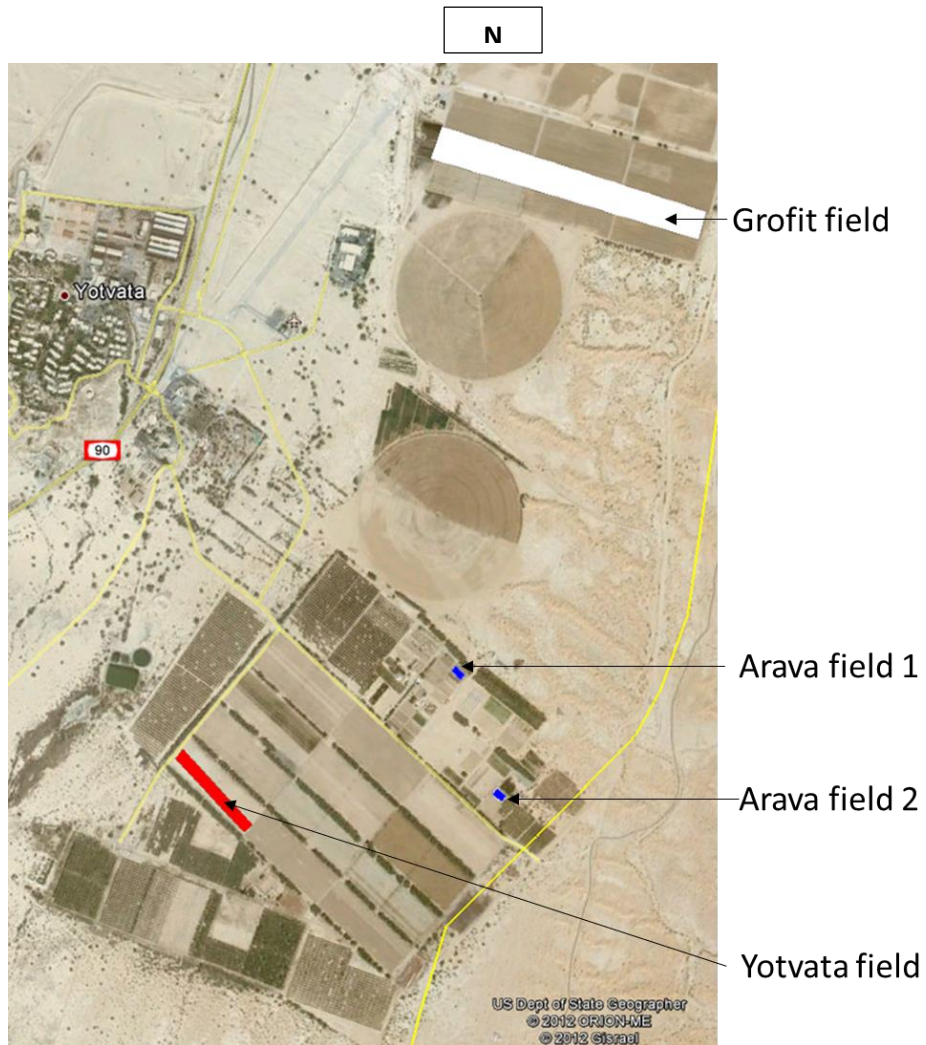 N
Grofit field
Yotvata
90
Arava field 1
Arava field 2
Yotvata field
US Dept of State Geographer
© 2012 ORION-ME
© 2012 Gisrael